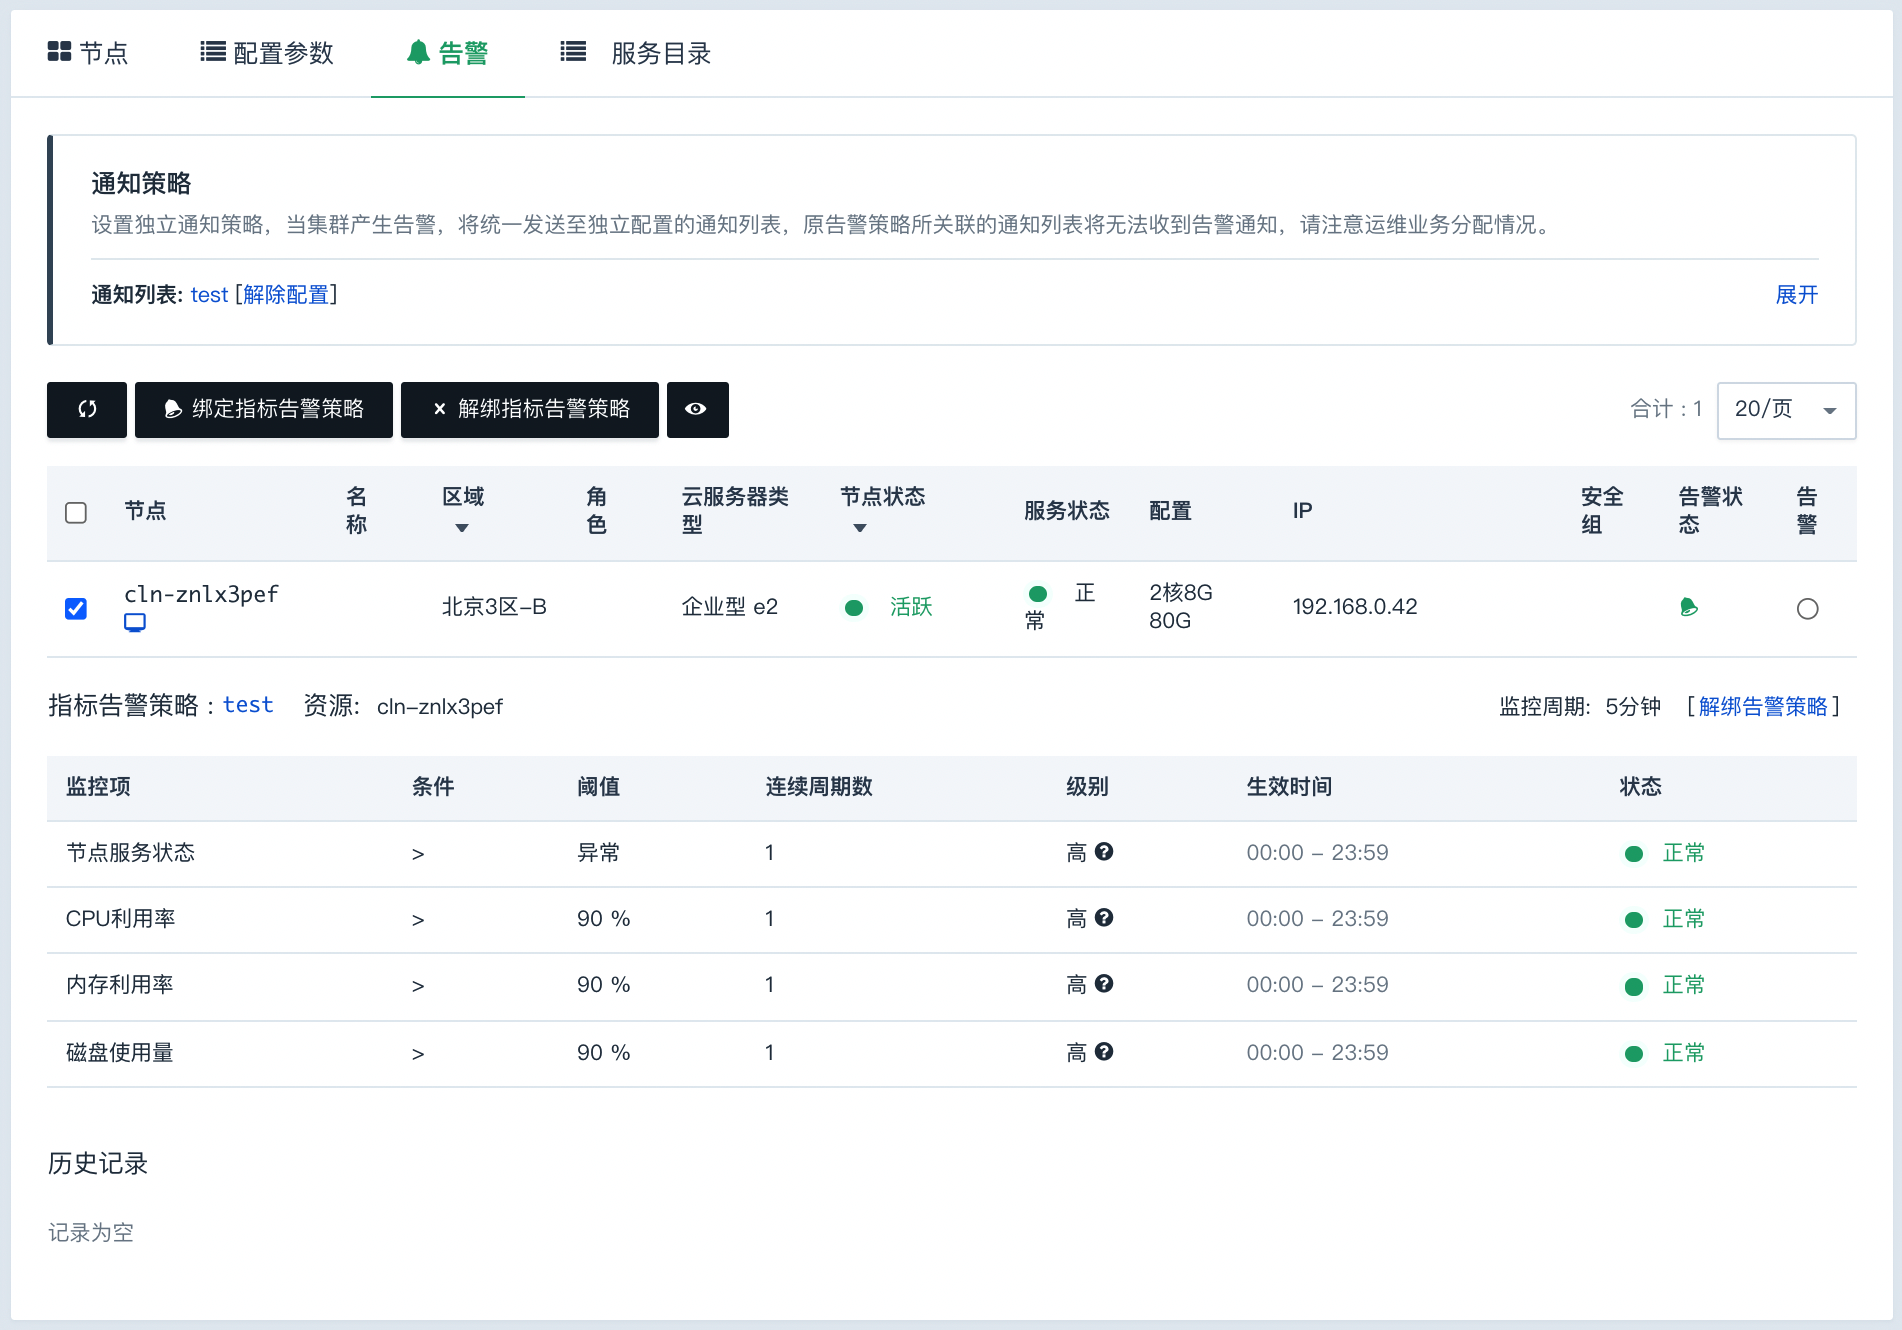 节点 配置参数 告警 服务目录
通知策略
设置独立通知策略，当集群产生告警，将统一发送至独立配置的通知列表，原告警策略所关联的通知列表将无法收到告警通知，请注意运维业务分配情况。
通知列表: test [解除配置] 展开
绑定指标告警策略 × 解绑指标告警策略 合计 : 1 20/页
节点 名称 区域 角色 云服务器类型 节点状态 服务状态 配置 IP 安全组 告警状态 告警
cln-znlx3pef 北京3区-B 企业型 e2 活跃 正常 2核8G 80G 192.168.0.42
指标告警策略 : test 资源: cln-znlx3pef 监控周期: 5分钟 [解绑告警策略]
监控项 条件 阈值 连续周期数 级别 生效时间 状态
节点服务状态 > 异常 1 高 ? 00:00 - 23:59 正常
CPU利用率 > 90 % 1 高 ? 00:00 - 23:59 正常
内存利用率 > 90 % 1 高 ? 00:00 - 23:59 正常
磁盘使用量 > 90 % 1 高 ? 00:00 - 23:59 正常
历史记录
记录为空